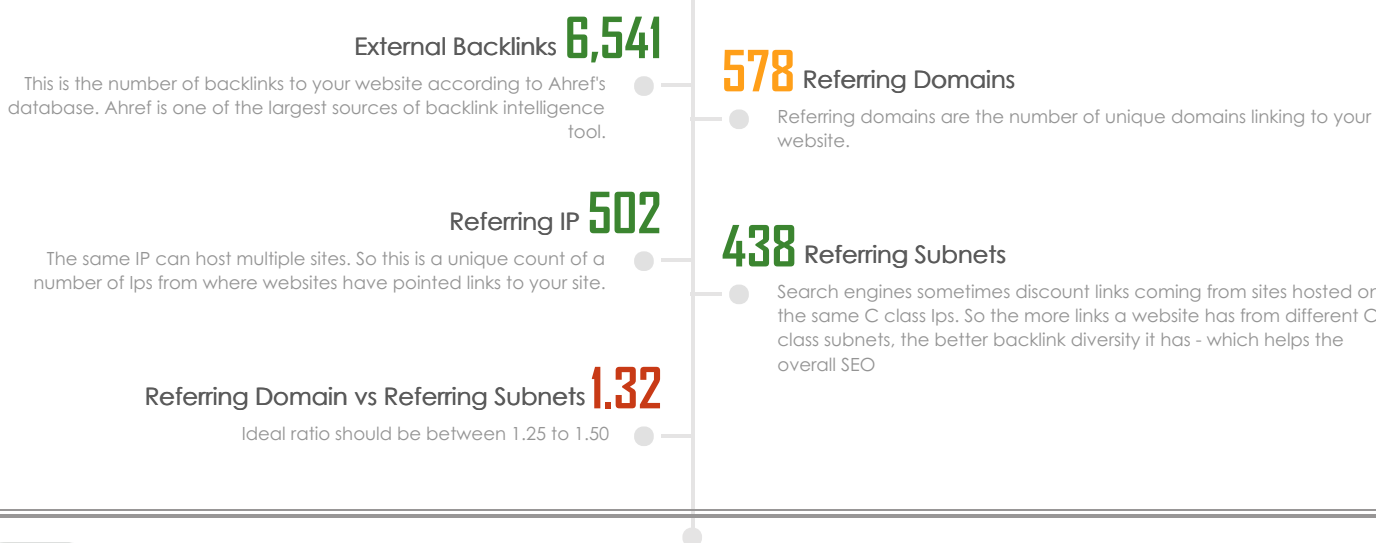 External Backlinks 6,541
This is the number of backlinks to your website according to Ahref's
database. Ahref is one of the largest sources of backlink intelligence
tool.
578 Referring Domains
Referring domains are the number of unique domains linking to your
website.
Referring IP 502
The same IP can host multiple sites. So this is a unique count of a
number of Ips from where websites have pointed links to your site.
438 Referring Subnets
Search engines sometimes discount links coming from sites hosted on
the same C class Ips. So the more links a website has from different C
class subnets, the better backlink diversity it has - which helps the
overall SEO
Referring Domain vs Referring Subnets 1.32
Ideal ratio should be between 1.25 to 1.50